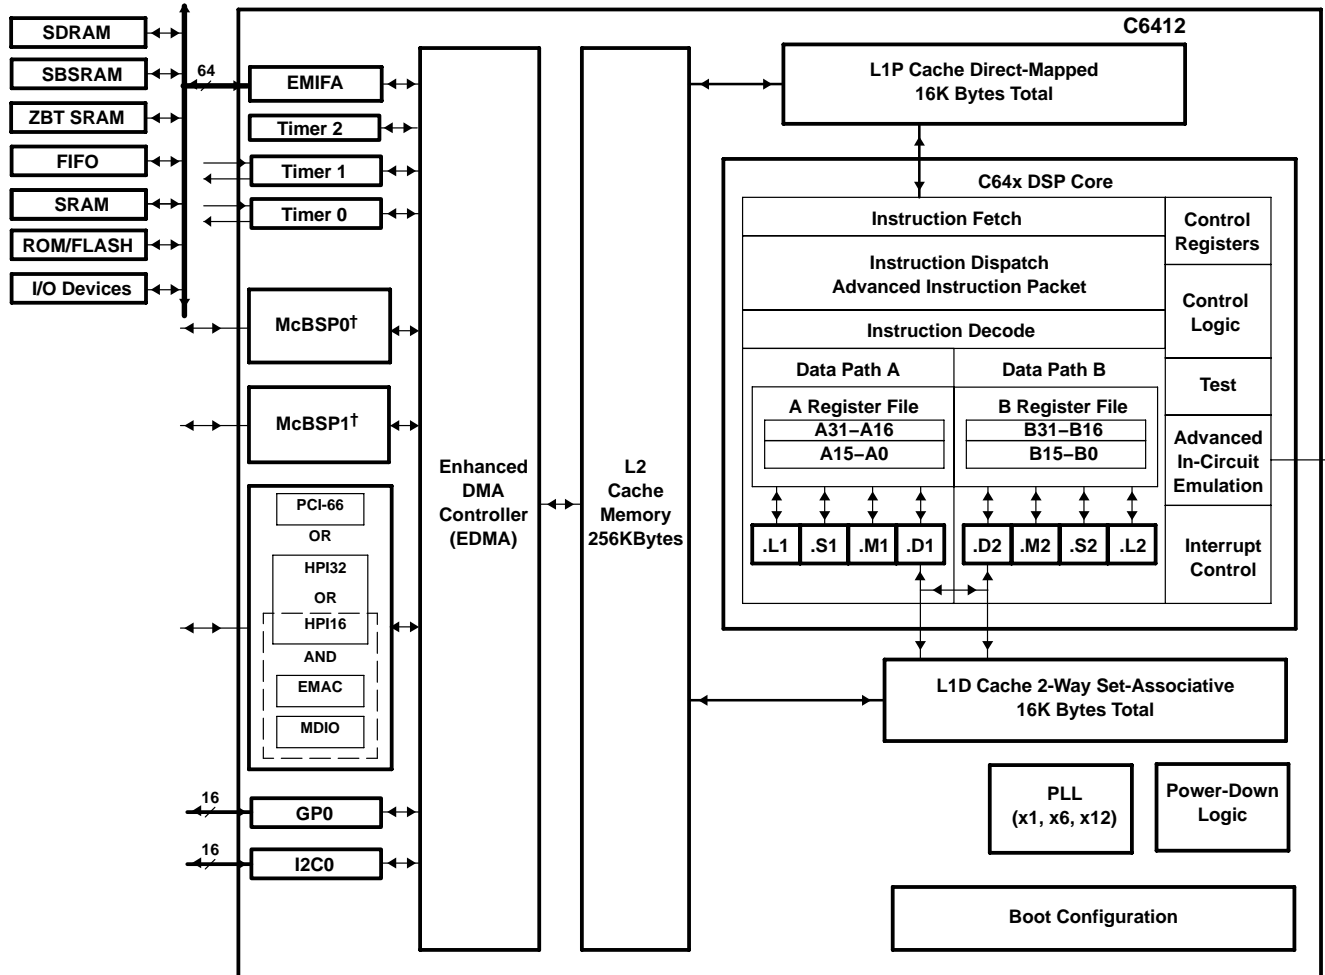 C6412
SDRAM
SBSRAM
ZBT SRAM
FIFO
SRAM
ROM/FLASH
I/O Devices
64
EMIFA
Timer 2
Timer 1
Timer 0
McBSP0†
McBSP1†
PCI-66
OR
HPI32
OR
HPI16
AND
EMAC
MDIO
16
GP0
16
I2C0
Enhanced
DMA
Controller
(EDMA)
L2
Cache
Memory
256KBytes
L1P Cache Direct-Mapped
16K Bytes Total
C64x DSP Core
Instruction Fetch
Instruction Dispatch
Advanced Instruction Packet
Instruction Decode
Data Path A
Data Path B
A Register File
A31–A16
A15–A0
B Register File
B31–B16
B15–B0
.L1 .S1 .M1 .D1
.D2 .M2 .S2 .L2
Control
Registers
Control
Logic
Test
Advanced
In-Circuit
Emulation
Interrupt
Control
L1D Cache 2-Way Set-Associative
16K Bytes Total
PLL
(x1, x6, x12)
Power-Down
Logic
Boot Configuration